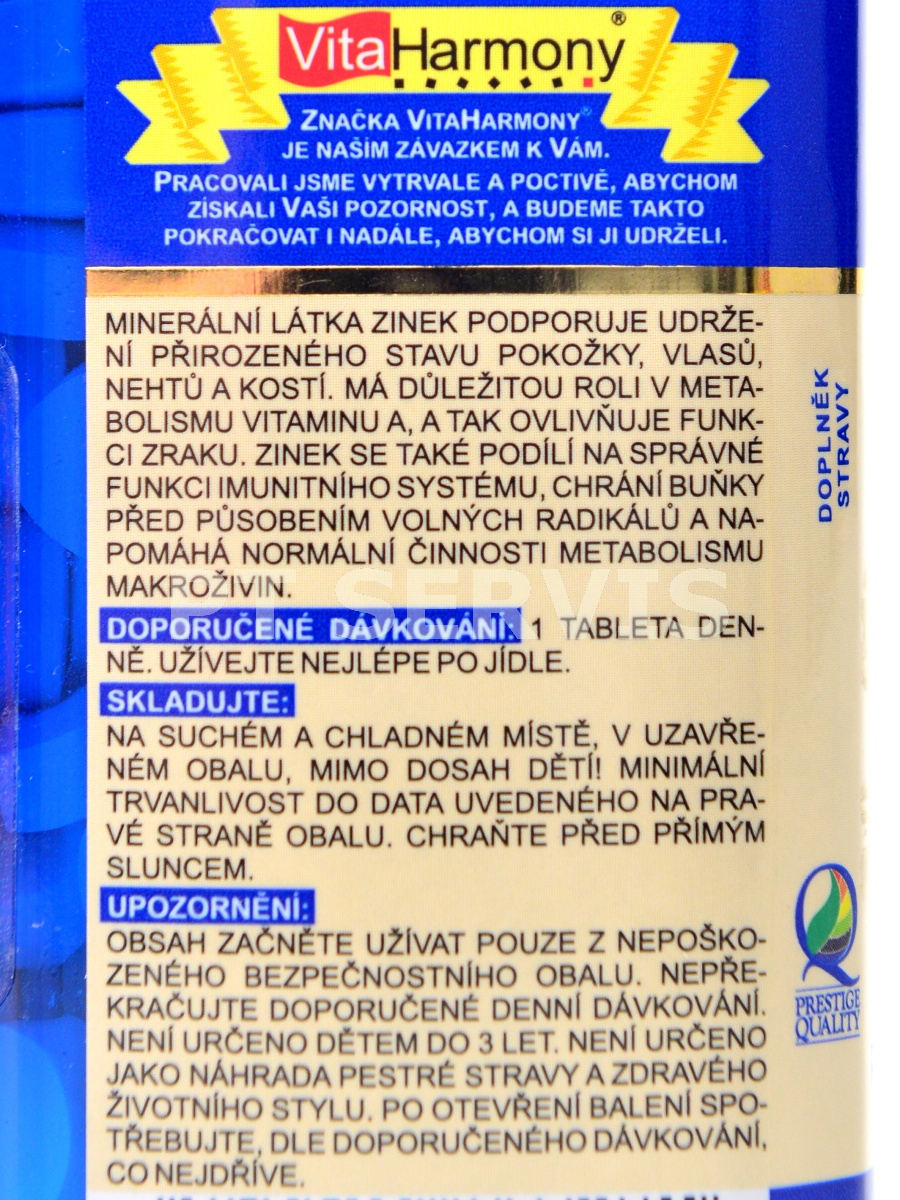 VitaHarmony®
ZNAČKA VITAHARMONY®
JE NAŠÍM ZÁVAZKEM K VÁM.
PRACOVALI JSME VYTRVALE A POCTIVĚ, ABYCHOM
ZÍSKALI VAŠI POZORNOST, A BUDEME TAKTO
POKRAČOVAT I NADÁLE, ABYCHOM SI JI UDRŽELI.
MINERÁLNÍ LÁTKA ZINEK PODPORUJE UDRŽE-
NÍ PŘIROZENÉHO STAVU POKOŽKY, VLASŮ,
NEHTŮ A KOSTÍ. MÁ DŮLEŽITOU ROLI V META-
BOLISMU VITAMINU A, A TAK OVLIVŇUJE FUNK-
CI ZRAKU. ZINEK SE TAKÉ PODÍLÍ NA SPRÁVNÉ
FUNKCI IMUNITNÍHO SYSTÉMU, CHRÁNÍ BUŇKY
PŘED PŮSOBENÍM VOLNÝCH RADIKÁLŮ A NA-
POMÁHÁ NORMÁLNÍ ČINNOSTI METABOLISMU
MAKROŽIVIN.
PT SERVIS
DOPORUČENÉ DÁVKOVÁNÍ: 1 TABLETA DEN-
NĚ. UŽÍVEJTE NEJLÉPE PO JÍDLE.
SKLADUJTE:
NA SUCHÉM A CHLADNÉM MÍSTĚ, V UZAVŘE-
NÉM OBALU, MIMO DOSAH DĚTÍ! MINIMÁLNÍ
TRVANLIVOST DO DATA UVEDENÉHO NA PRA-
VÉ STRANĚ OBALU. CHRAŇTE PŘED PŘÍMÝM
SLUNCEM.
UPOZORNĚNÍ:
OBSAH ZAČNĚTE UŽÍVAT POUZE Z NEPOŠKO-
ZENÉHO BEZPEČNOSTNÍHO OBALU. NEPŘE-
KRAČUJTE DOPORUČENÉ DENNÍ DÁVKOVÁNÍ.
NENÍ URČENO DĚTEM DO 3 LET. NENÍ URČENO
JAKO NÁHRADA PESTRÉ STRAVY A ZDRAVÉHO
ŽIVOTNÍHO STYLU. PO OTEVŘENÍ BALENÍ SPO-
TŘEBUJTE, DLE DOPORUČENÉHO DÁVKOVÁNÍ,
CO NEJDŘÍVE.
DOPLNĚK
STRAVY
PRESTIGE
QUALITY